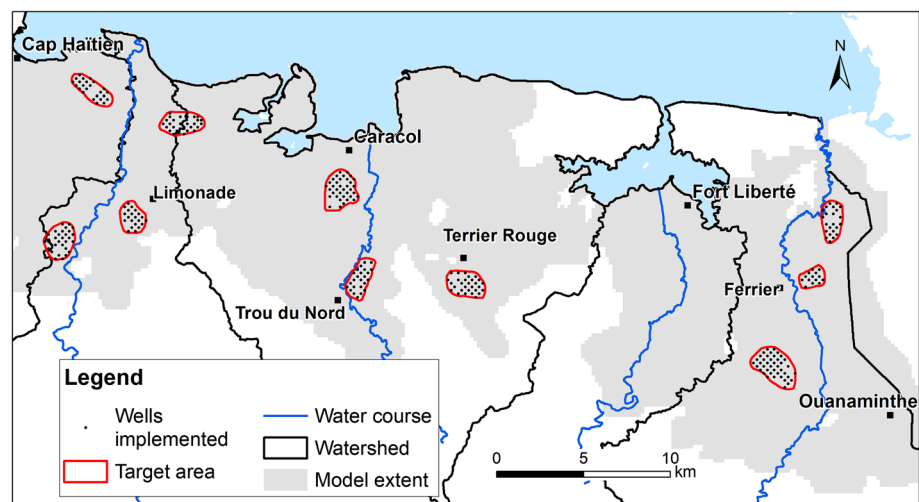 Cap Haïtien
N
Caracol
Limonade
Fort Liberté
Terrier Rouge
Ferrier
Trou du Nord
Ouanaminthe
Legend
Wells
implemented
Target area
Water course
Watershed
Model extent
0 5 10
km